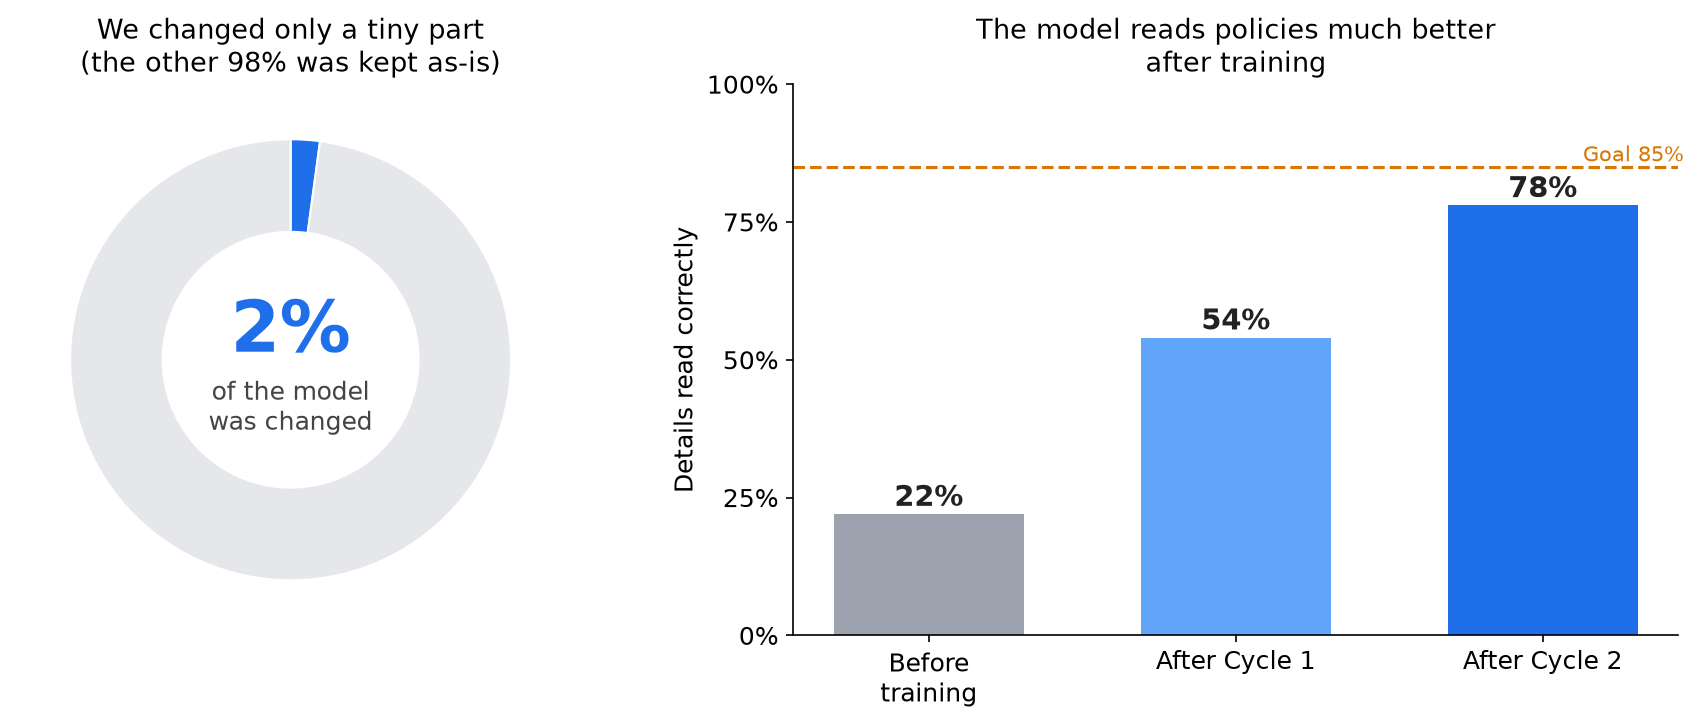 We changed only a tiny part
(the other 98% was kept as-is)
2%
of the model
was changed
The model reads policies much better
after training
Details read correctly
100%
75%
50%
25%
0%
Goal 85%
22%
54%
78%
Before
training
After Cycle 1
After Cycle 2